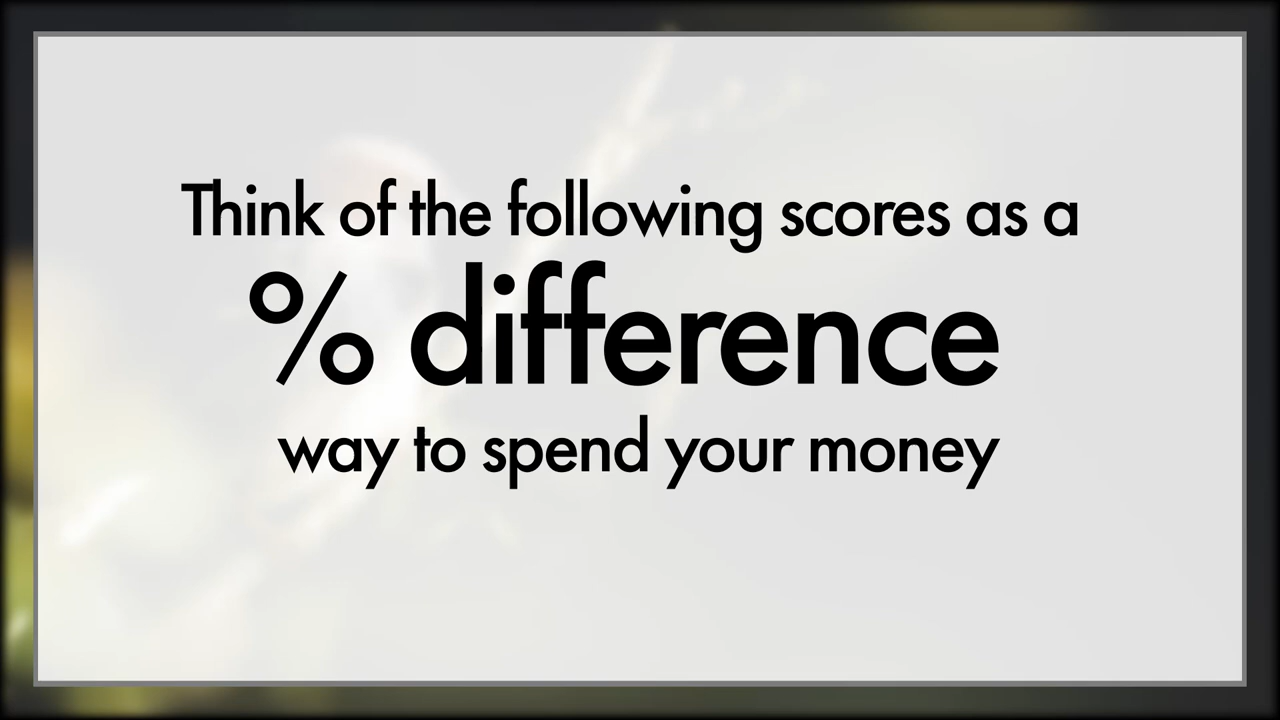 Think of the following scores as a
% difference
way to spend your money